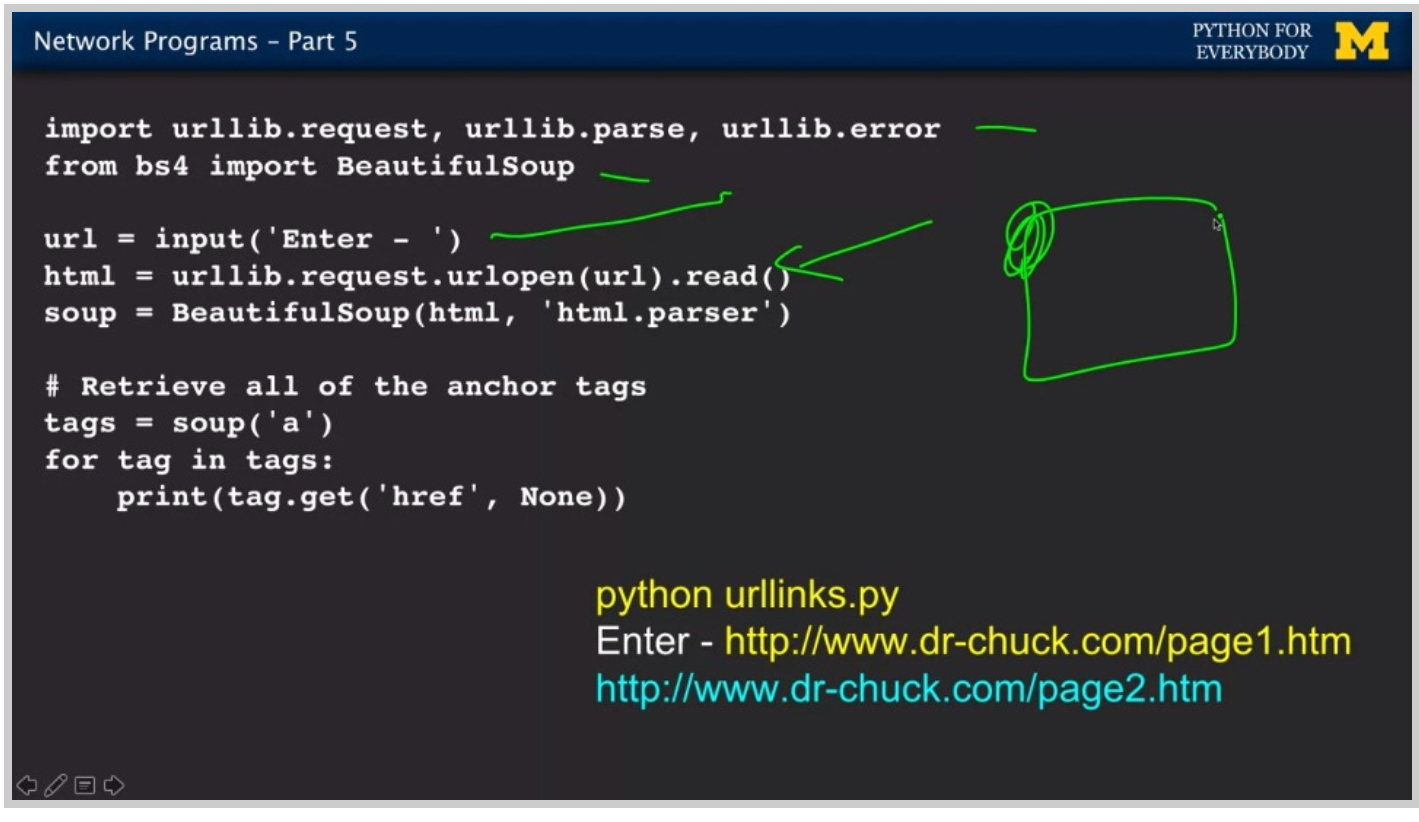 Network Programs – Part 5
PYTHON FOR
EVERYBODY
M
import urllib.request, urllib.parse, urllib.error
from bs4 import BeautifulSoup
url = input('Enter - ')
html = urllib.request.urlopen(url).read()
soup = BeautifulSoup(html, 'html.parser')
# Retrieve all of the anchor tags
tags = soup('a')
for tag in tags:
    print(tag.get('href', None))
python urllinks.py
Enter - http://www.dr-chuck.com/page1.htm
http://www.dr-chuck.com/page2.htm